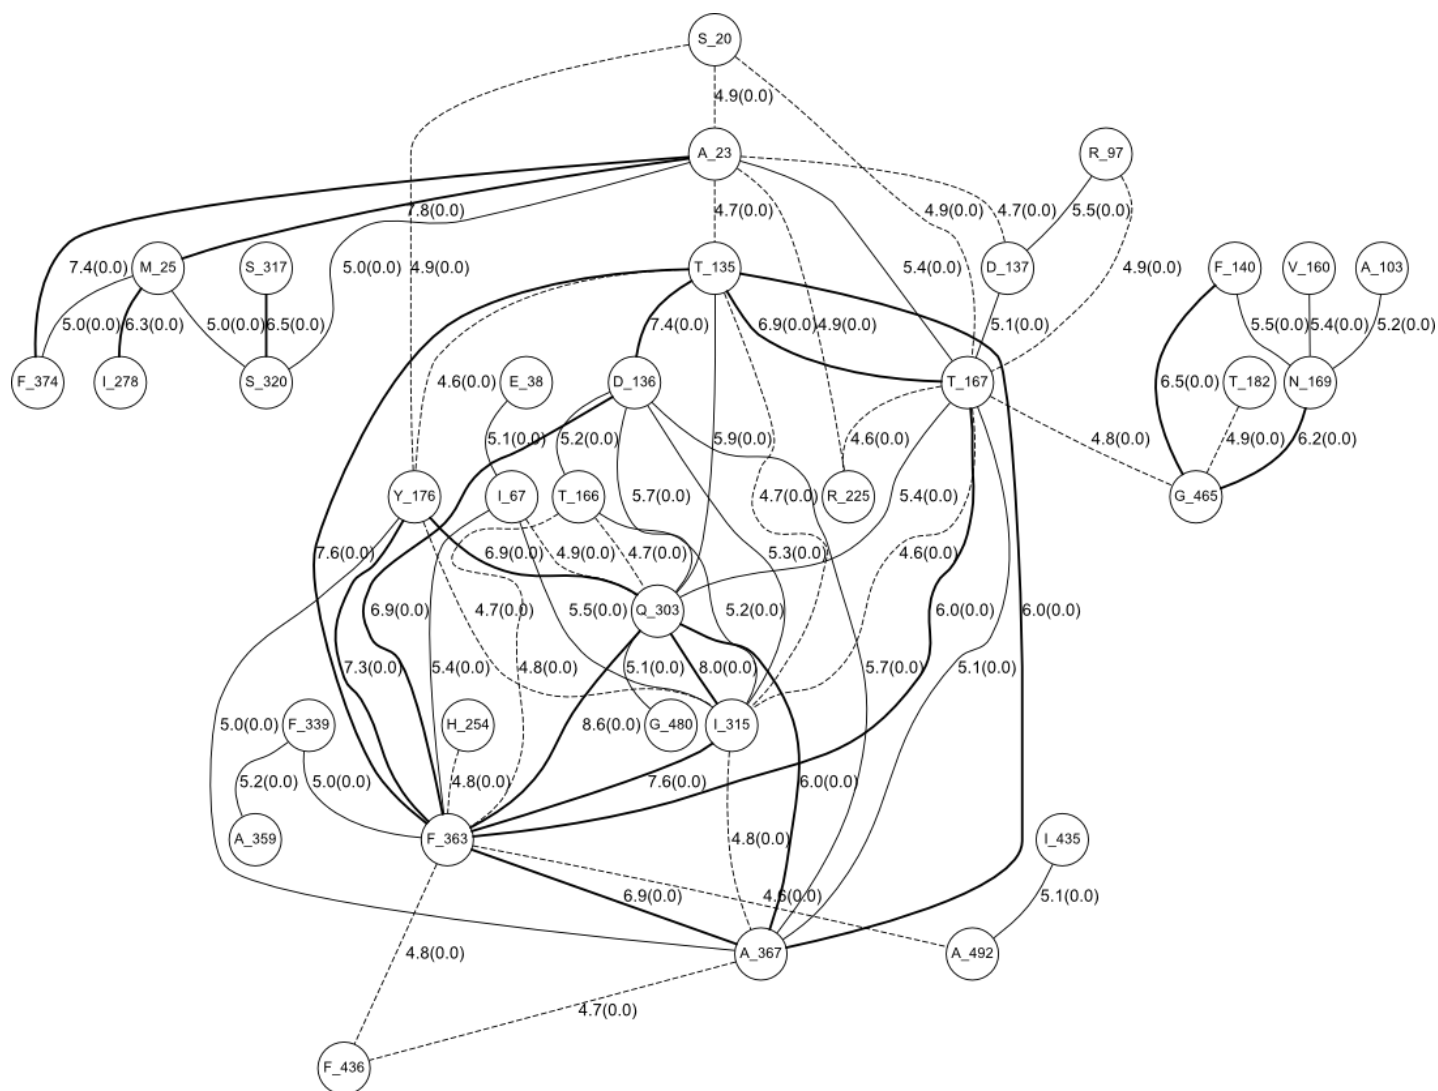 S_20
4.9(0.0)
A_23
R_97
7.8(0.0)
4.7(0.0)
4.9(0.0)
4.7(0.0)
5.5(0.0)
7.4(0.0)
M_25
S_317
5.0(0.0)
4.9(0.0)
T_135
5.4(0.0)
D_137
4.9(0.0)
F_140
V_160
A_103
5.0(0.0)
6.3(0.0)
5.0(0.0)
6.5(0.0)
7.4(0.0)
6.9(0.0)
4.9(0.0)
5.1(0.0)
5.5(0.0)
5.4(0.0)
5.2(0.0)
F_374
I_278
S_320
4.6(0.0)
E_38
D_136
T_167
6.5(0.0)
T_182
N_169
5.1(0.0)
5.2(0.0)
5.9(0.0)
4.6(0.0)
4.8(0.0)
4.9(0.0)
6.2(0.0)
Y_176
I_67
T_166
5.7(0.0)
4.7(0.0)
R_225
5.4(0.0)
G_465
7.6(0.0)
6.9(0.0)
4.9(0.0)
4.7(0.0)
5.3(0.0)
4.6(0.0)
6.9(0.0)
4.7(0.0)
5.5(0.0)
Q_303
5.2(0.0)
6.0(0.0)
6.0(0.0)
7.3(0.0)
5.4(0.0)
4.8(0.0)
5.1(0.0)
8.0(0.0)
5.7(0.0)
5.1(0.0)
5.0(0.0)
F_339
H_254
8.6(0.0)
G_480
I_315
5.2(0.0)
5.0(0.0)
4.8(0.0)
7.6(0.0)
6.0(0.0)
A_359
F_363
4.8(0.0)
I_435
6.9(0.0)
4.6(0.0)
5.1(0.0)
4.8(0.0)
A_367
A_492
4.7(0.0)
F_436